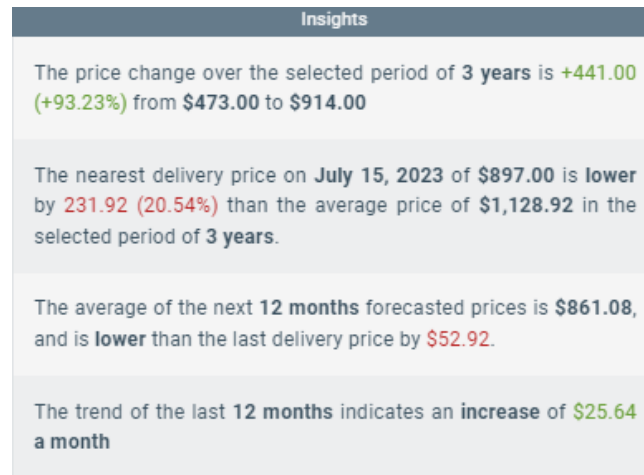 Insights
The price change over the selected period of 3 years is +441.00
(+93.23%) from $473.00 to $914.00
The nearest delivery price on July 15, 2023 of $897.00 is lower
by 231.92 (20.54%) than the average price of $1,128.92 in the
selected period of 3 years.
The average of the next 12 months forecasted prices is $861.08,
and is lower than the last delivery price by $52.92.
The trend of the last 12 months indicates an increase of $25.64
a month